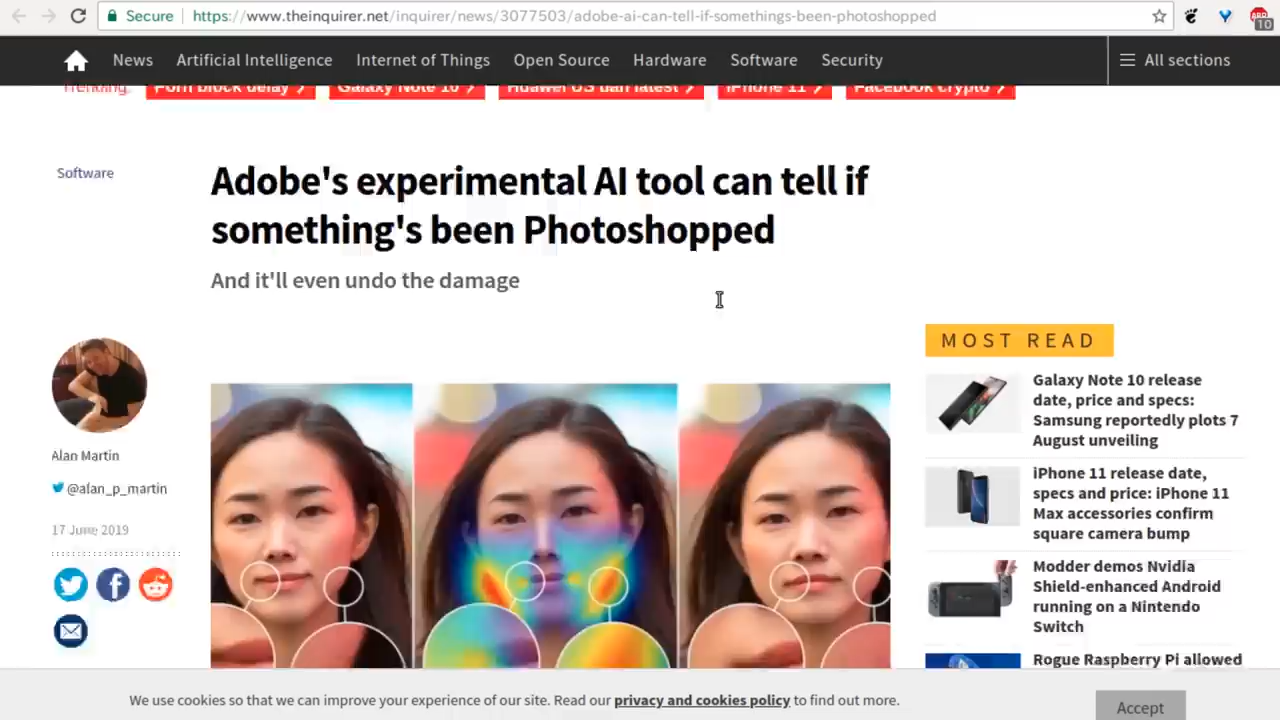 Secure
https://www.theinquirer.net/inquirer/news/3077503/adobe-ai-can-tell-if-somethings-been-photoshopped
10
News
Artificial Intelligence
Internet of Things
Open Source
Hardware
Software
Security
All sections
Trending
Porn block delay
Galaxy Note 10
Huawei US ban latest
iPhone 11
Facebook crypto
Software
Adobe's experimental AI tool can tell if
something's been Photoshopped
And it'll even undo the damage
Alan Martin
@alan_p_martin
17 June 2019
MOST READ
Galaxy Note 10 release
date, price and specs:
Samsung reportedly plots 7
August unveiling
iPhone 11 release date,
specs and price: iPhone 11
Max accessories confirm
square camera bump
Modder demos Nvidia
Shield-enhanced Android
running on a Nintendo
Switch
Rogue Raspberry Pi allowed
We use cookies so that we can improve your experience of our site. Read our privacy and cookies policy to find out more.
Accept